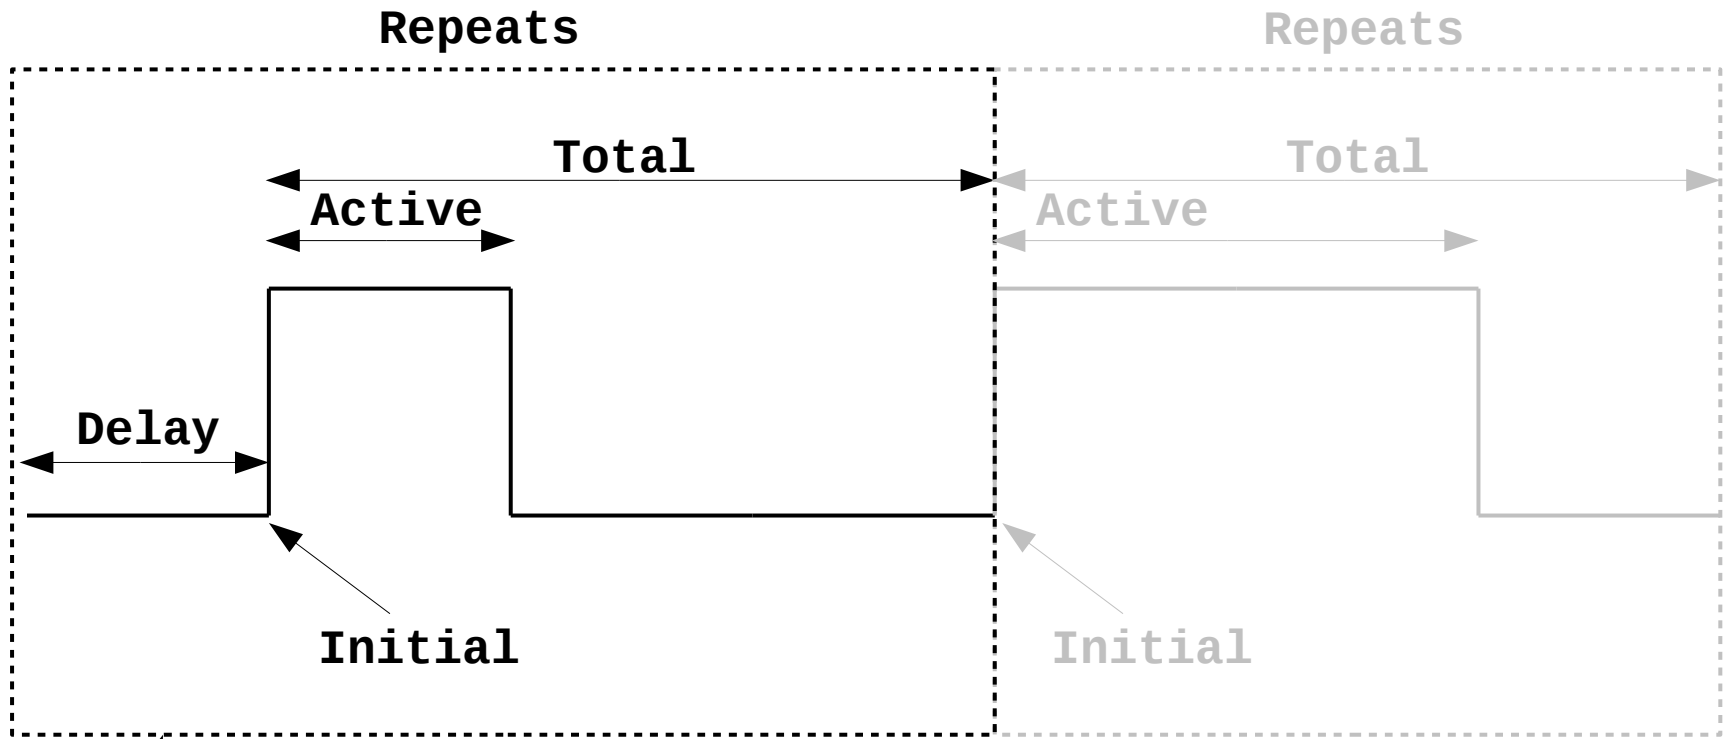 Repeats
Repeats
Total
Total
Active
Active
Delay
Initial
Initial